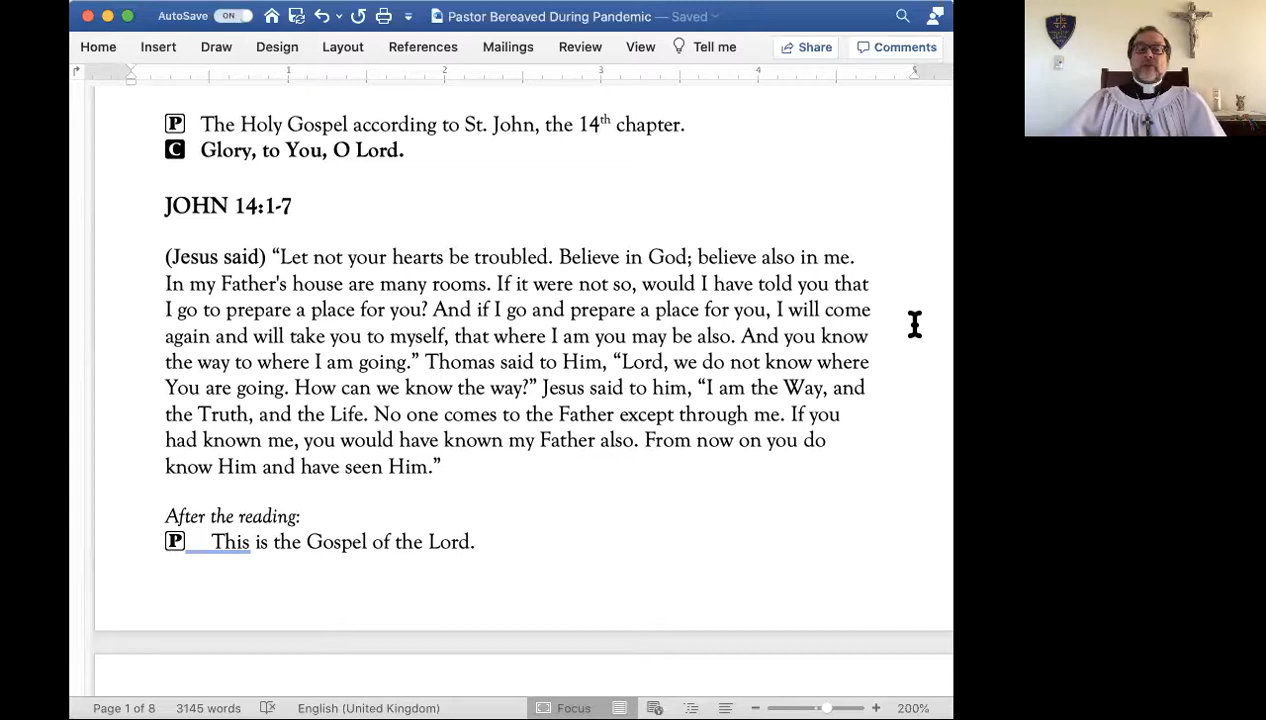 AutoSave ON Pastor Bereaved During Pandemic — Saved
Home Insert Draw Design Layout References Mailings Review View Tell me Share Comments
1 2 3 4 5
P The Holy Gospel according to St. John, the 14th chapter.
C Glory, to You, O Lord.
JOHN 14:1-7
(Jesus said) “Let not your hearts be troubled. Believe in God; believe also in me.
In my Father's house are many rooms. If it were not so, would I have told you that
I go to prepare a place for you? And if I go and prepare a place for you, I will come
again and will take you to myself, that where I am you may be also. And you know
the way to where I am going.” Thomas said to Him, “Lord, we do not know where
You are going. How can we know the way?” Jesus said to him, “I am the Way, and
the Truth, and the Life. No one comes to the Father except through me. If you
had known me, you would have known my Father also. From now on you do
know Him and have seen Him.”
After the reading:
P This is the Gospel of the Lord.
Page 1 of 8 3145 words English (United Kingdom) Focus 200%